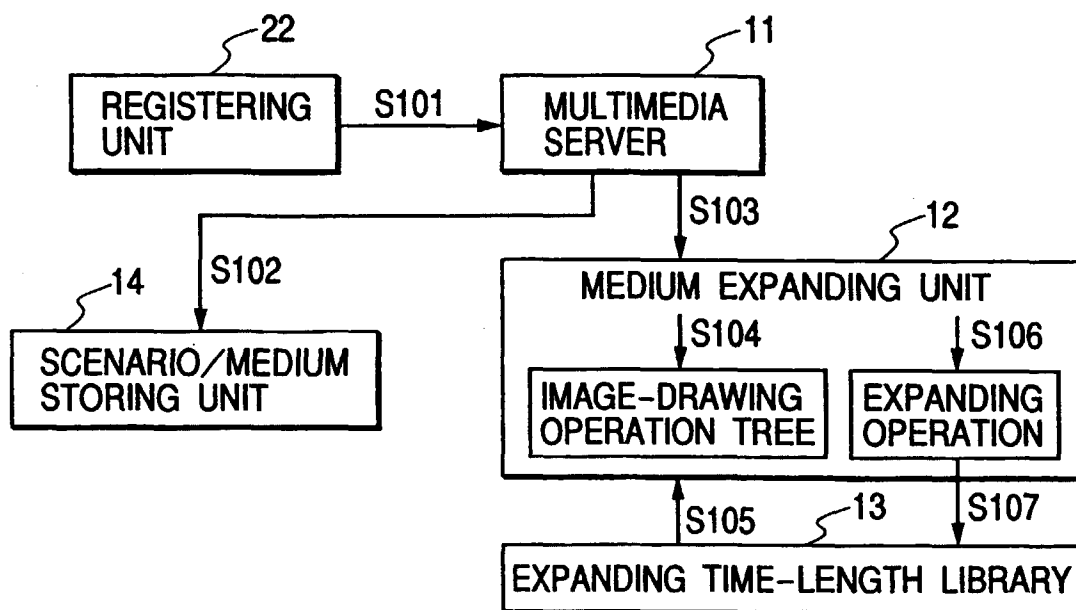 22
11
REGISTERING
UNIT
S101
MULTIMEDIA
SERVER
S103
12
S102
14
MEDIUM EXPANDING UNIT
S104
S106
SCENARIO/MEDIUM
STORING UNIT
IMAGE-DRAWING
OPERATION TREE
EXPANDING
OPERATION
S105
13
S107
EXPANDING TIME-LENGTH LIBRARY